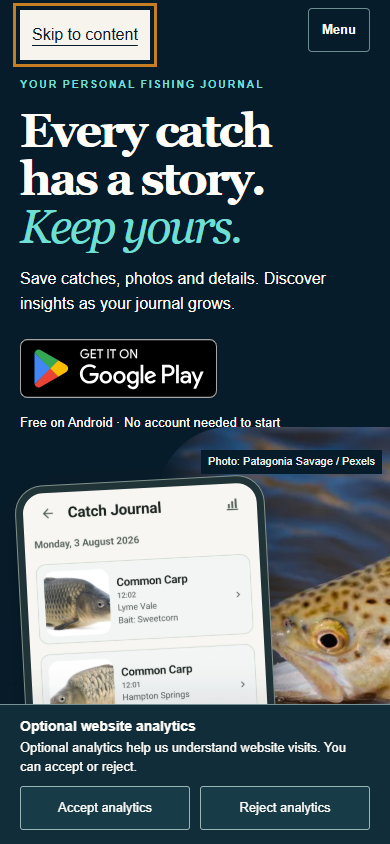 Skip to content
Menu
YOUR PERSONAL FISHING JOURNAL
Every catch
has a story.
Keep yours.
Save catches, photos and details. Discover
insights as your journal grows.
GET IT ON
Google Play
Free on Android · No account needed to start
Photo: Patagonia Savage / Pexels
Catch Journal
Monday, 3 August 2026
Common Carp
12:02
Lyme Vale
Bait: Sweetcorn
Common Carp
12:01
Hampton Springs
Optional website analytics
Optional analytics help us understand website visits. You
can accept or reject.
Accept analytics
Reject analytics